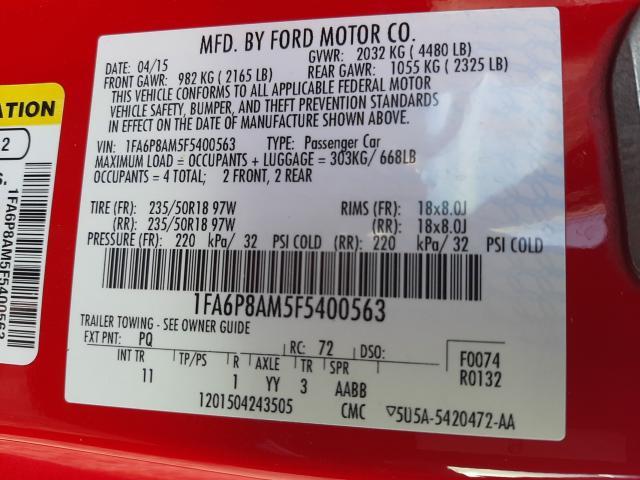 MFD. BY FORD MOTOR CO.
DATE: 04/15 GVWR: 2032 KG ( 4480 LB)
FRONT GAWR: 982 KG ( 2165 LB) REAR GAWR: 1055 KG ( 2325 LB)
THIS VEHICLE CONFORMS TO ALL APPLICABLE FEDERAL MOTOR
VEHICLE SAFETY, BUMPER, AND THEFT PREVENTION STANDARDS
IN EFFECT ON THE DATE OF MANUFACTURE SHOWN ABOVE.
VIN: 1FA6P8AM5F5400563 TYPE: Passenger Car
MAXIMUM LOAD = OCCUPANTS + LUGGAGE = 303KG/ 668LB
OCCUPANTS = 4 TOTAL; 2 FRONT, 2 REAR
TIRE (FR): 235/50R18 97W RIMS (FR): 18x8.0J
(RR): 235/50R18 97W (RR): 18x8.0J
PRESSURE (FR): 220 kPa/ 32 PSI COLD (RR): 220 kPa/ 32 PSI COLD
1FA6P8AM5F5400563
TRAILER TOWING - SEE OWNER GUIDE
EXT PNT: PQ RC: 72 DSO: F0074
R0132
INT TR TP/PS R AXLE TR SPR
11 1 YY 3 AABB
1201504243505 CMC ▽5U5A-5420472-AA
ATION
2
1FA6P8AM5F5400563